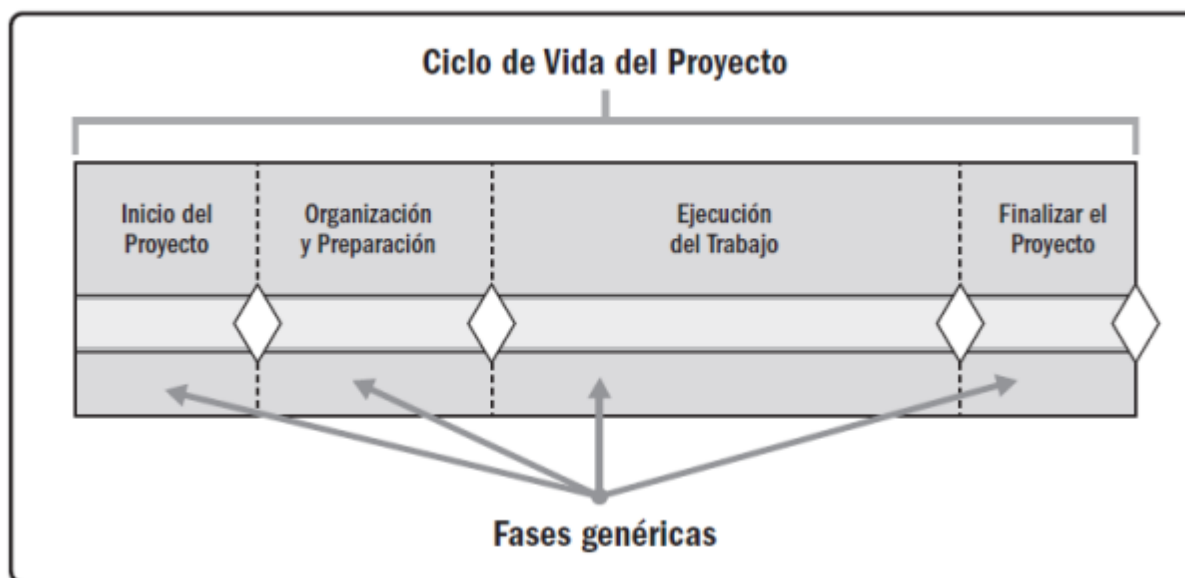 Ciclo de Vida del Proyecto
Inicio del
Proyecto
Organización
y Preparación
Ejecución
del Trabajo
Finalizar el
Proyecto
Fases genéricas